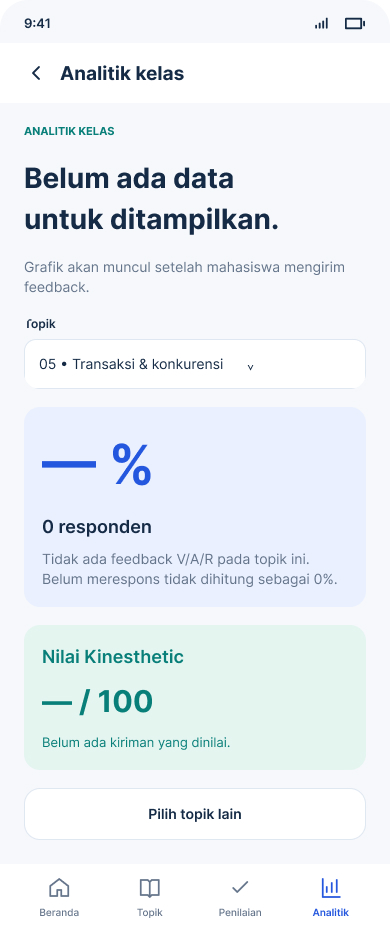 9:41
Analitik kelas
ANALITIK KELAS
Belum ada data
untuk ditampilkan.
Grafik akan muncul setelah mahasiswa mengirim
feedback.
Topik
05 • Transaksi & konkurensi
— %
0 responden
Tidak ada feedback V/A/R pada topik ini.
Belum merespons tidak dihitung sebagai 0%.
Nilai Kinesthetic
— / 100
Belum ada kiriman yang dinilai.
Pilih topik lain
Beranda Topik Penilaian Analitik